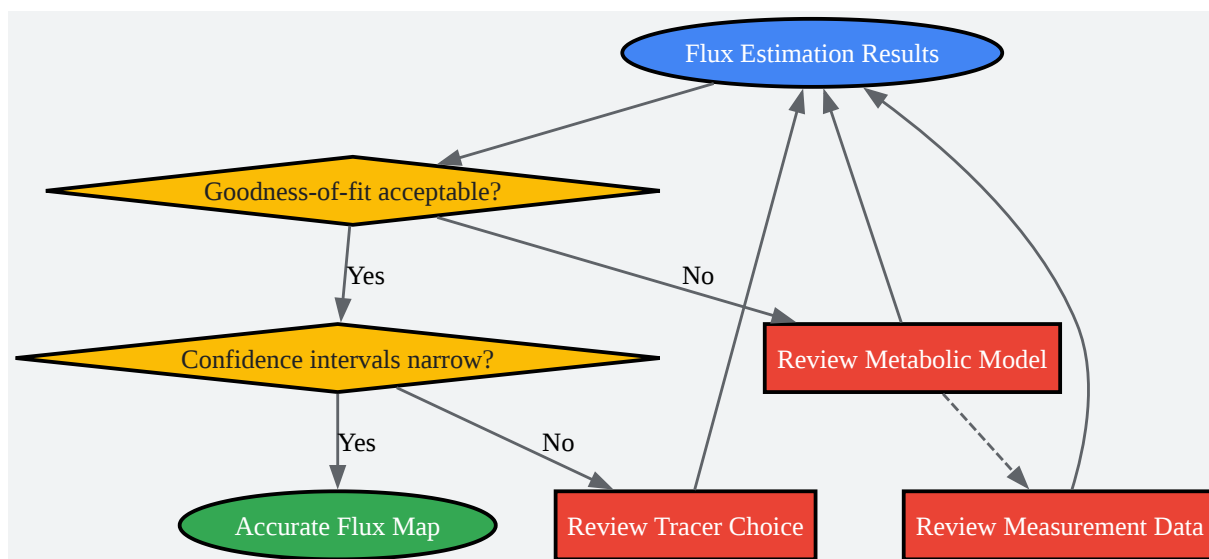 Flux Estimation Results
Goodness-of-fit acceptable?
Yes
No
Confidence intervals narrow?
Review Metabolic Model
Yes
No
Accurate Flux Map
Review Tracer Choice
Review Measurement Data